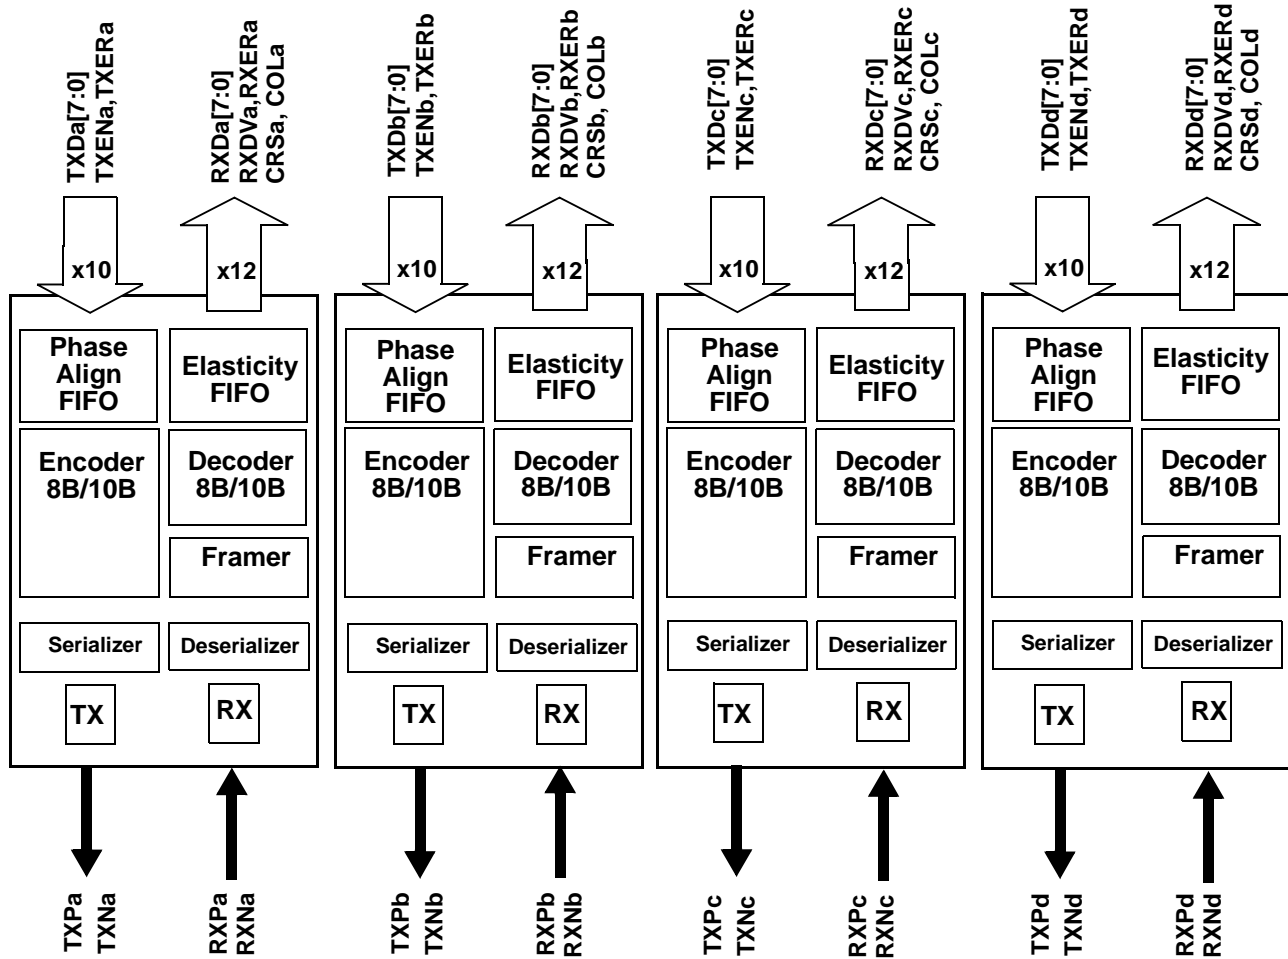 TXDa[7:0]
TXENa,TXERa
RXDa[7:0]
RXDVa,RXERa
CRSa, COLa
x10
x12
Phase
Align
FIFO
Elasticity
FIFO
Encoder
8B/10B
Decoder
8B/10B
Framer
Serializer
Deserializer
TX
RX
TXPa
TXNa
RXPa
RXNa
TXDb[7:0]
TXENb,TXERb
RXDb[7:0]
RXDVb,RXERb
CRSb, COLb
x10
x12
Phase
Align
FIFO
Elasticity
FIFO
Encoder
8B/10B
Decoder
8B/10B
Framer
Serializer
Deserializer
TX
RX
TXPb
TXNb
RXPb
RXNb
TXDc[7:0]
TXENc,TXERc
RXDc[7:0]
RXDVc,RXERc
CRSc, COLc
x10
x12
Phase
Align
FIFO
Elasticity
FIFO
Encoder
8B/10B
Decoder
8B/10B
Framer
Serializer
Deserializer
TX
RX
TXPc
TXNc
RXPc
RXNc
TXDd[7:0]
TXENd,TXERd
RXDd[7:0]
RXDVd,RXERd
CRSd, COLd
x10
x12
Phase
Align
FIFO
Elasticity
FIFO
Encoder
8B/10B
Decoder
8B/10B
Framer
Serializer
Deserializer
TX
RX
TXPd
TXNd
RXPd
RXNd